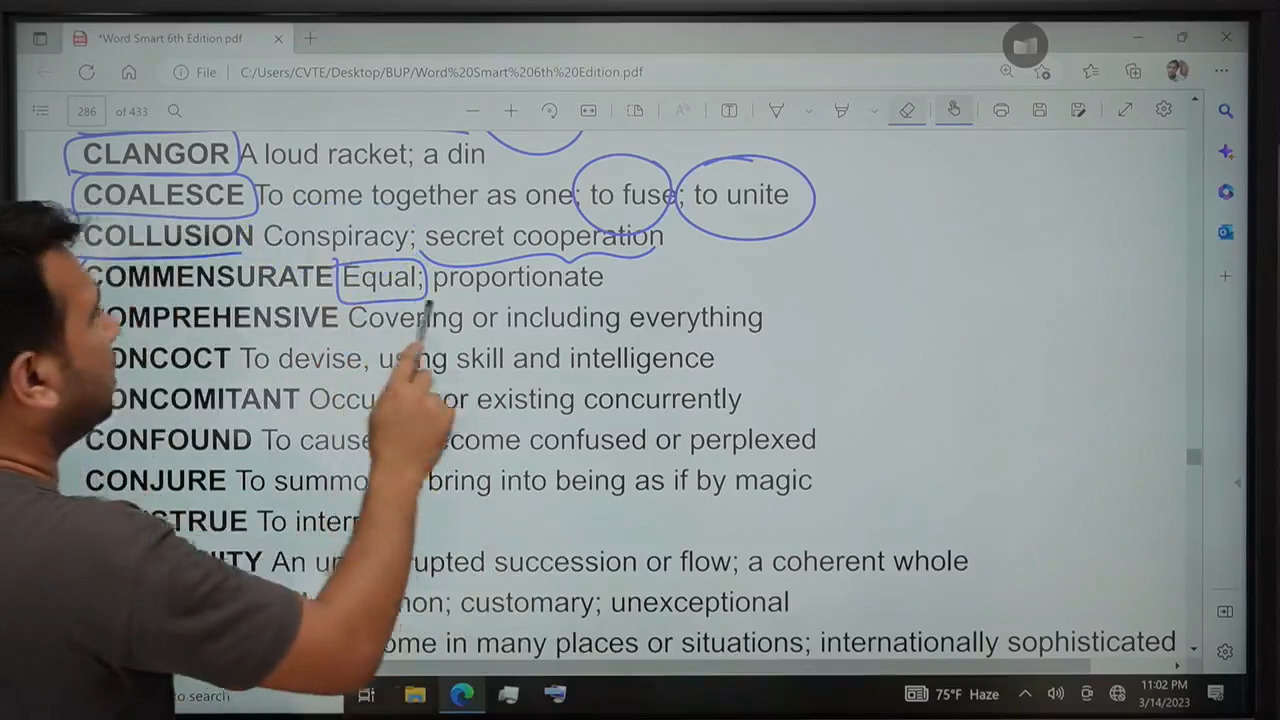 *Word Smart 6th Edition.pdf
File C:/Users/CVTE/Desktop/BUP/Word%20Smart%206th%20Edition.pdf
286 of 433
CLANGOR A loud racket; a din
COALESCE To come together as one; to fuse; to unite
COLLUSION Conspiracy; secret cooperation
COMMENSURATE Equal; proportionate
OMPREHENSIVE Covering or including everything
ONCOCT To devise, using skill and intelligence
ONCOMITANT Occu or existing concurrently
CONFOUND To cause become confused or perplexed
CONJURE To summo bring into being as if by magic
STRUE To inter
ITY An un rupted succession or flow; a coherent whole
mon; customary; unexceptional
ome in many places or situations; internationally sophisticated
to search
75°F Haze
11:02 PM
3/14/2023